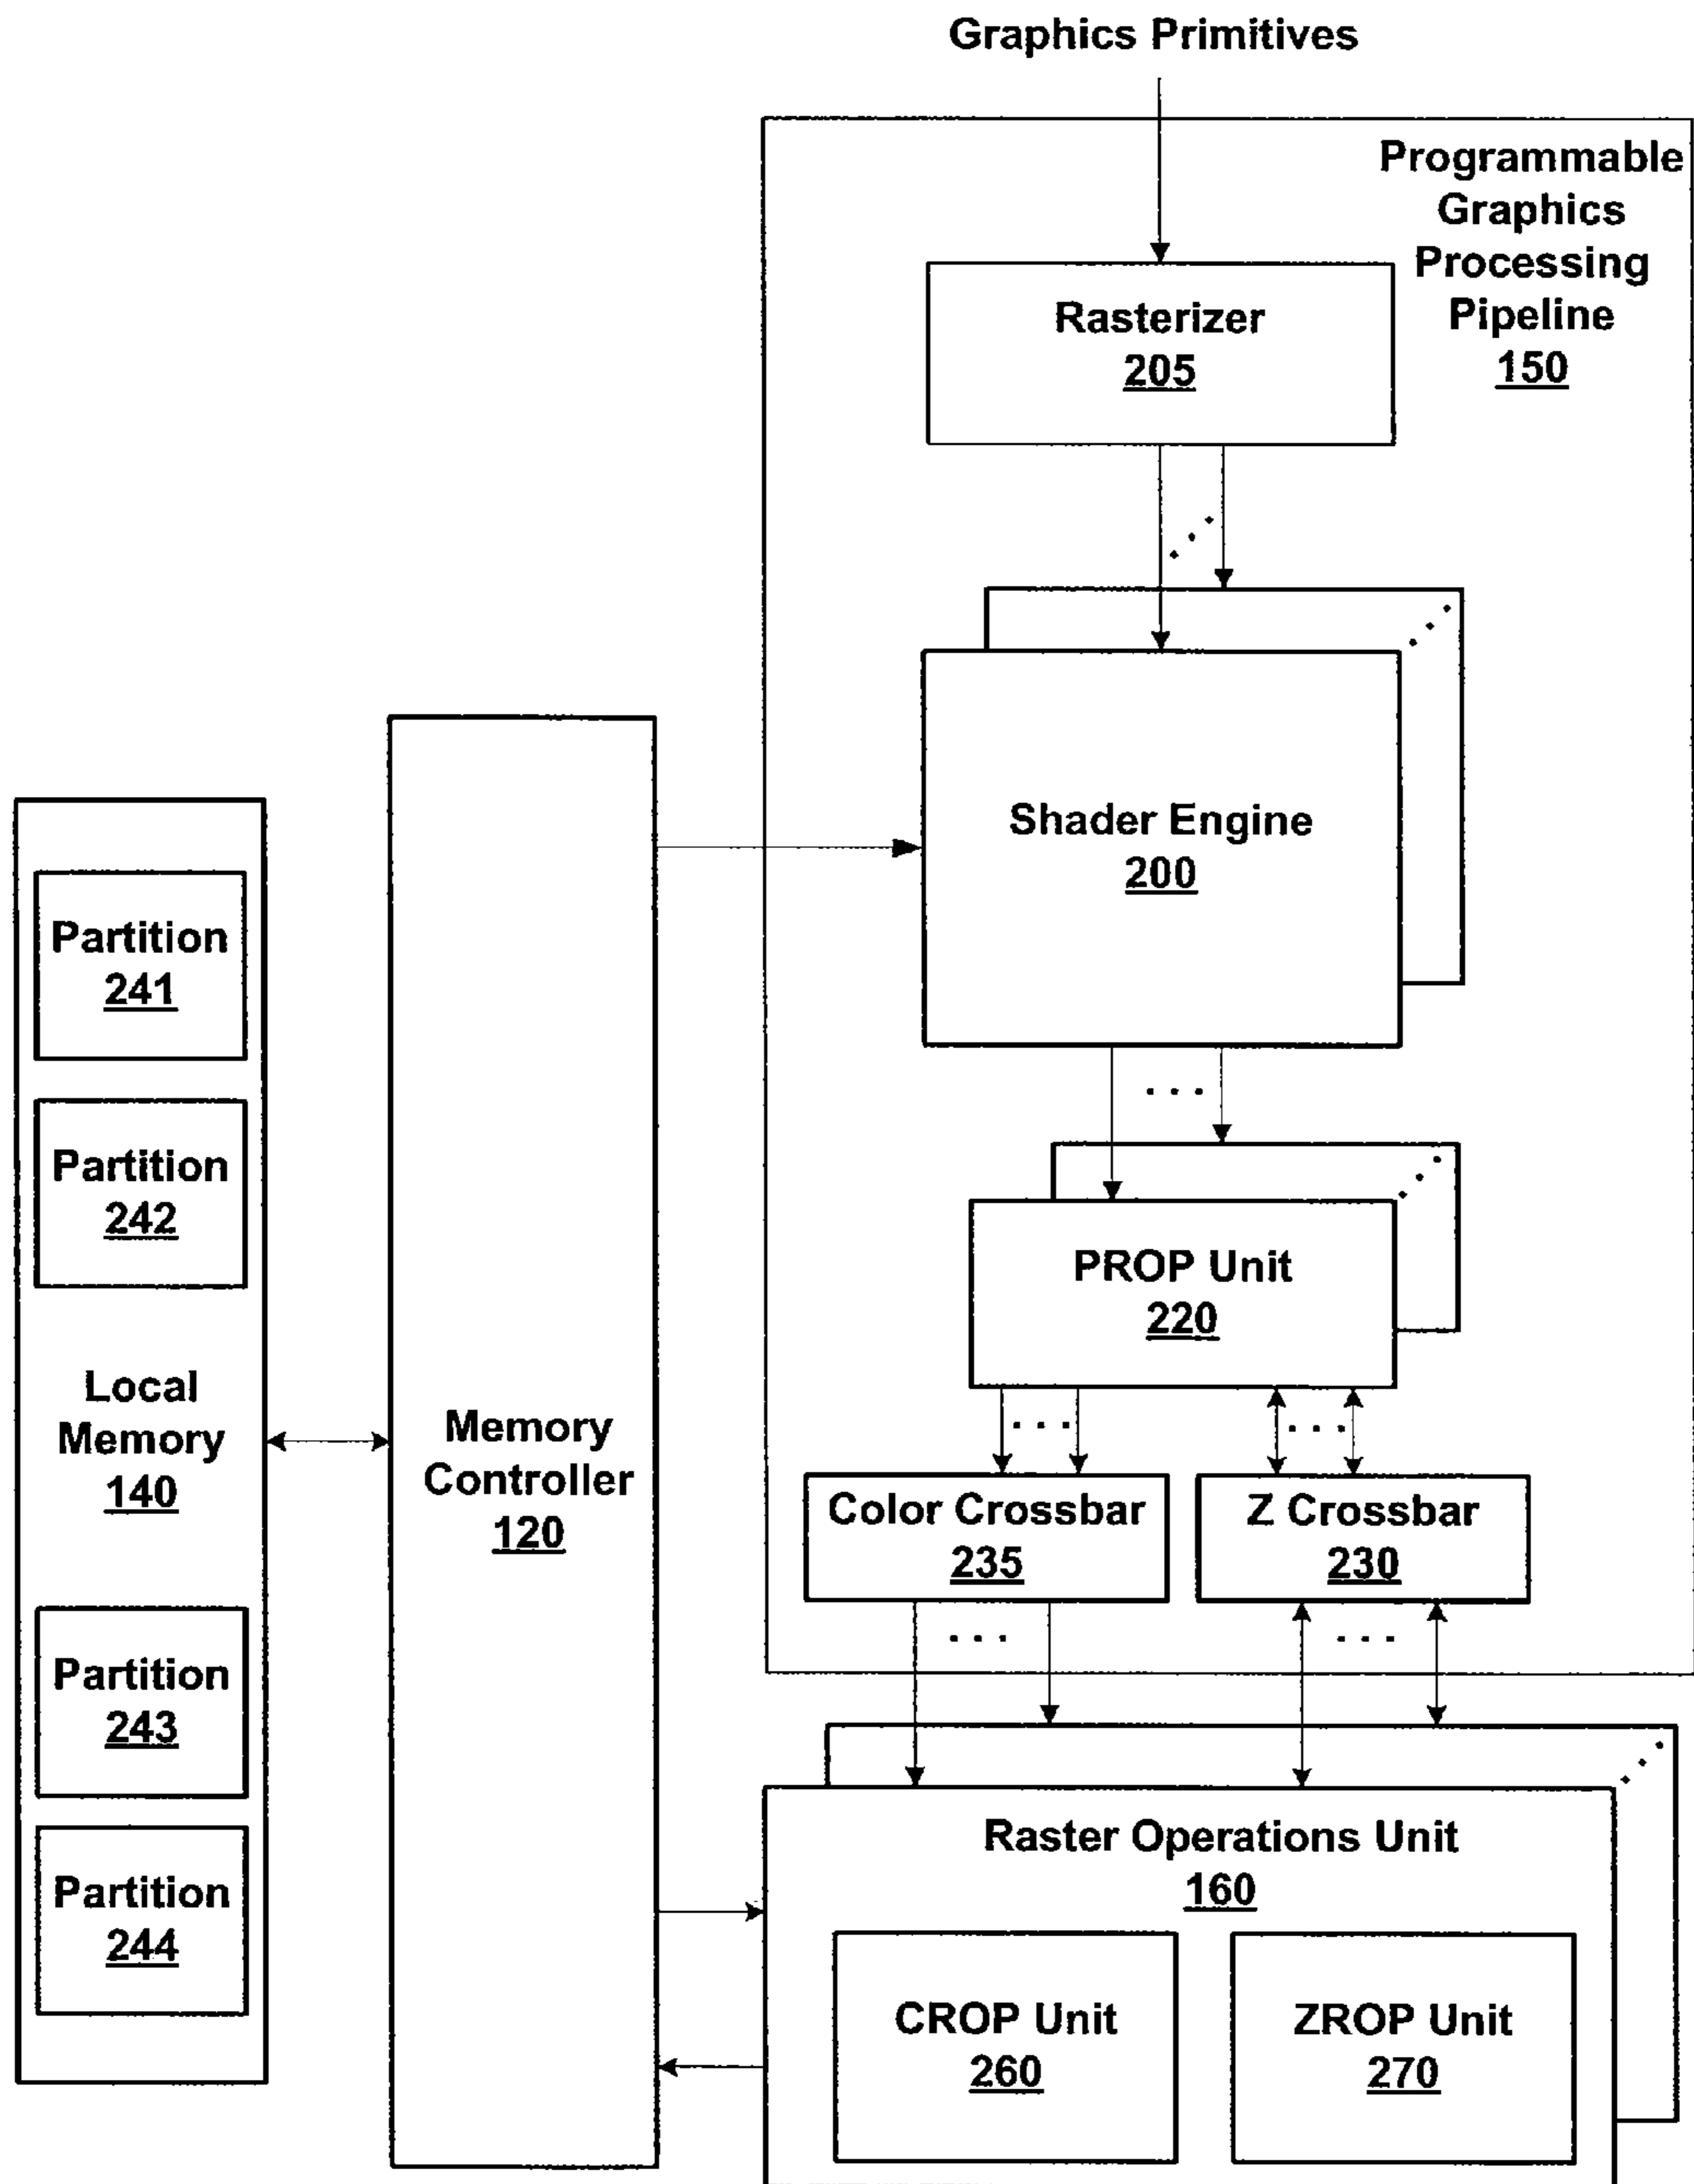 Graphics Primitives
Programmable
Graphics
Processing
Pipeline
150
Rasterizer
205
Shader Engine
200
Partition
241
Partition
242
Local
Memory
140
Partition
243
Partition
244
Memory
Controller
120
PROP Unit
220
Color Crossbar
235
Z Crossbar
230
Raster Operations Unit
160
CROP Unit
260
ZROP Unit
270